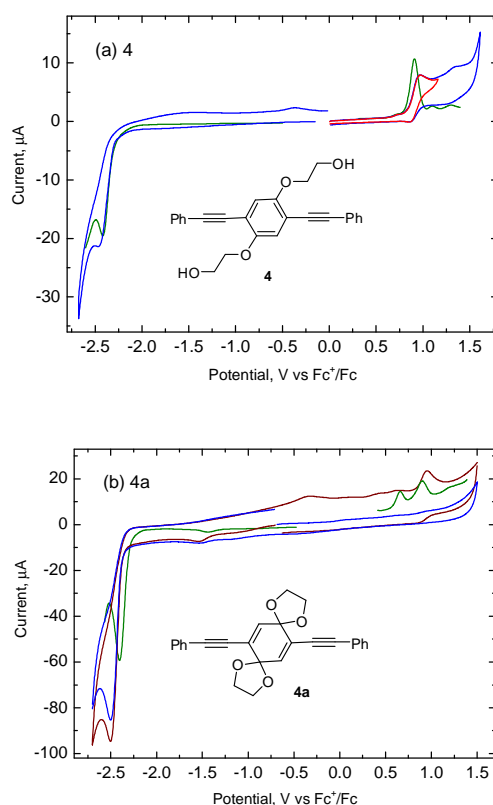 (a) 4
10
0
-10
-20
-30
Current, µA
OH
O
Ph
Ph
O
HO
4
-2.5 -2.0 -1.5 -1.0 -0.5 0.0 0.5 1.0 1.5
Potential, V vs Fc⁺/Fc
(b) 4a
20
0
-20
-40
-60
-80
-100
Current, µA
O
O
Ph
Ph
O
O
4a
-2.5 -2.0 -1.5 -1.0 -0.5 0.0 0.5 1.0 1.5
Potential, V vs Fc⁺/Fc